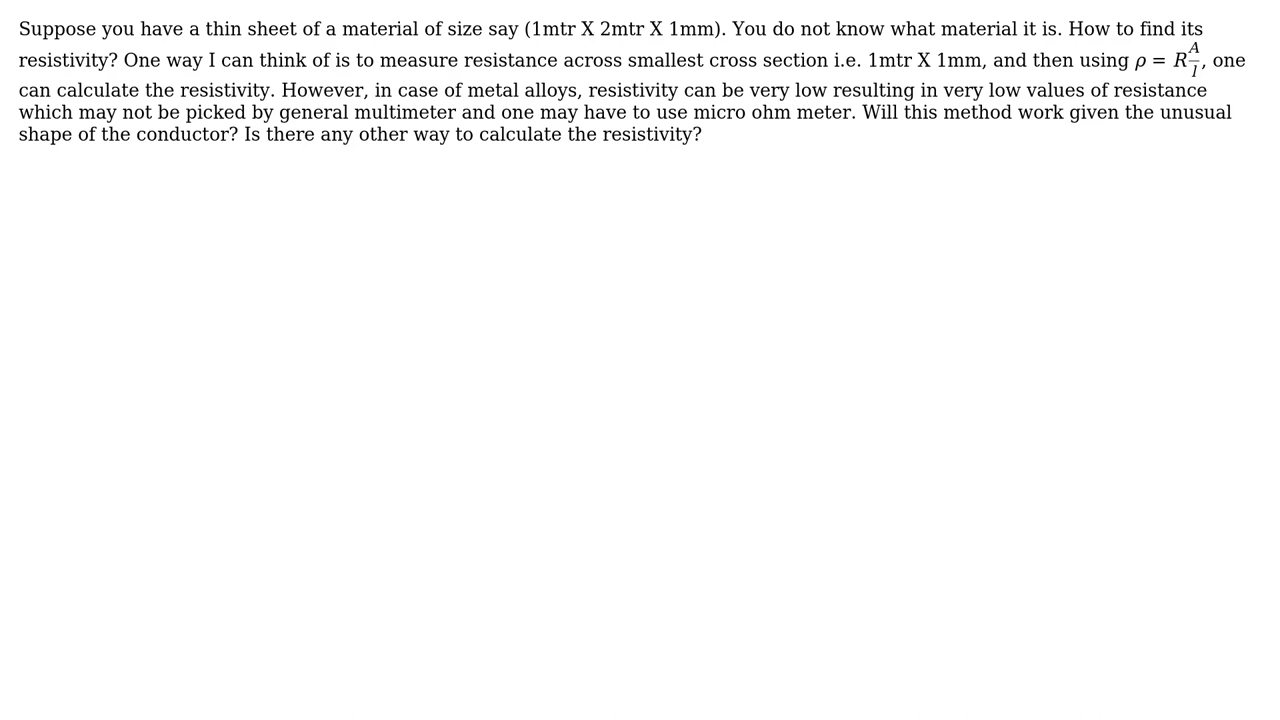 Suppose you have a thin sheet of a material of size say (1mtr X 2mtr X 1mm). You do not know what material it is. How to find its
resistivity? One way I can think of is to measure resistance across smallest cross section i.e. 1mtr X 1mm, and then using ρ = R\frac{A}{l}, one
can calculate the resistivity. However, in case of metal alloys, resistivity can be very low resulting in very low values of resistance
which may not be picked by general multimeter and one may have to use micro ohm meter. Will this method work given the unusual
shape of the conductor? Is there any other way to calculate the resistivity?